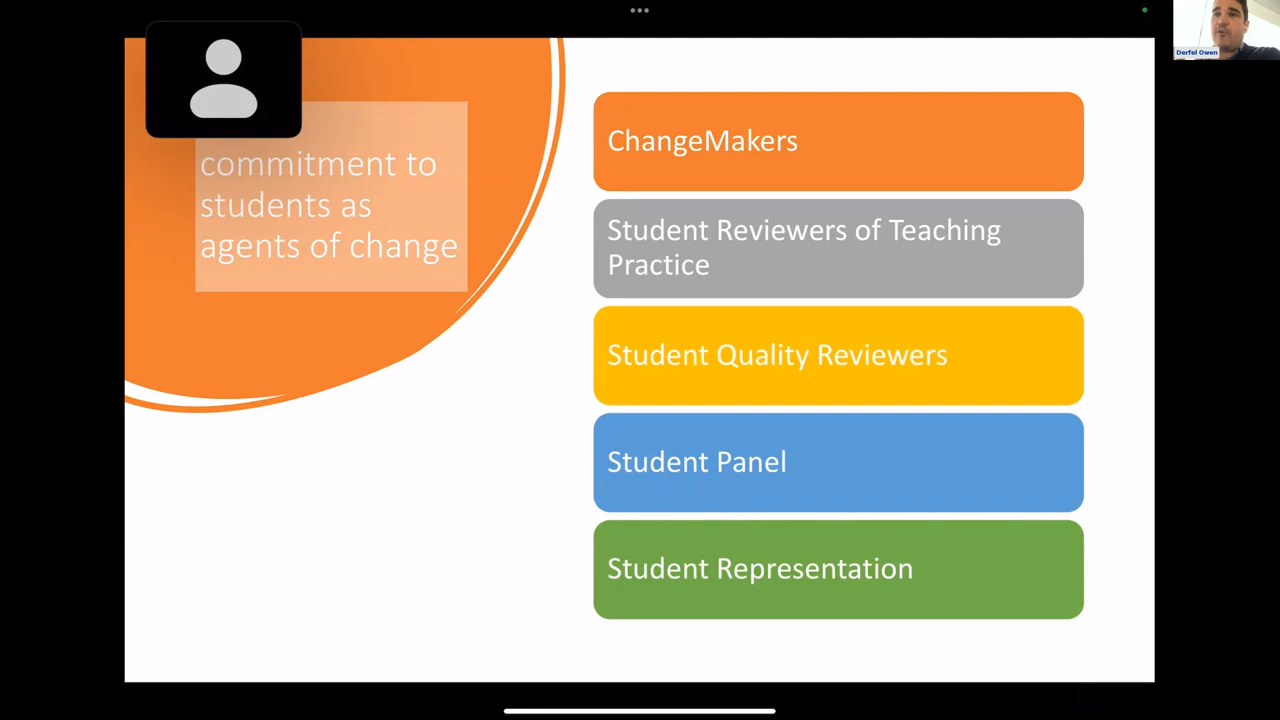 Derfel Owen
commitment to
students as
agents of change
ChangeMakers
Student Reviewers of Teaching
Practice
Student Quality Reviewers
Student Panel
Student Representation